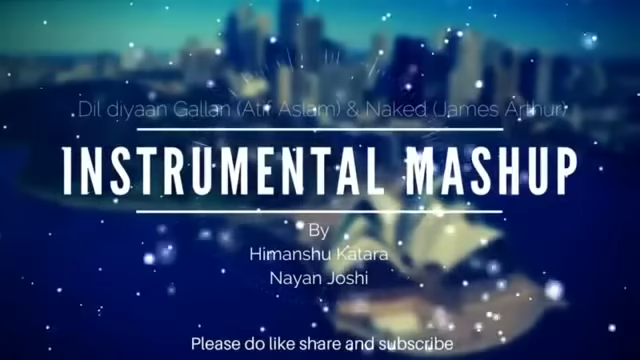 Dil diyaan Gallan (Atif Aslam) & Naked (James Arthur)
INSTRUMENTAL MASHUP
By
Himanshu Katara
Nayan Joshi
Please do like share and subscribe